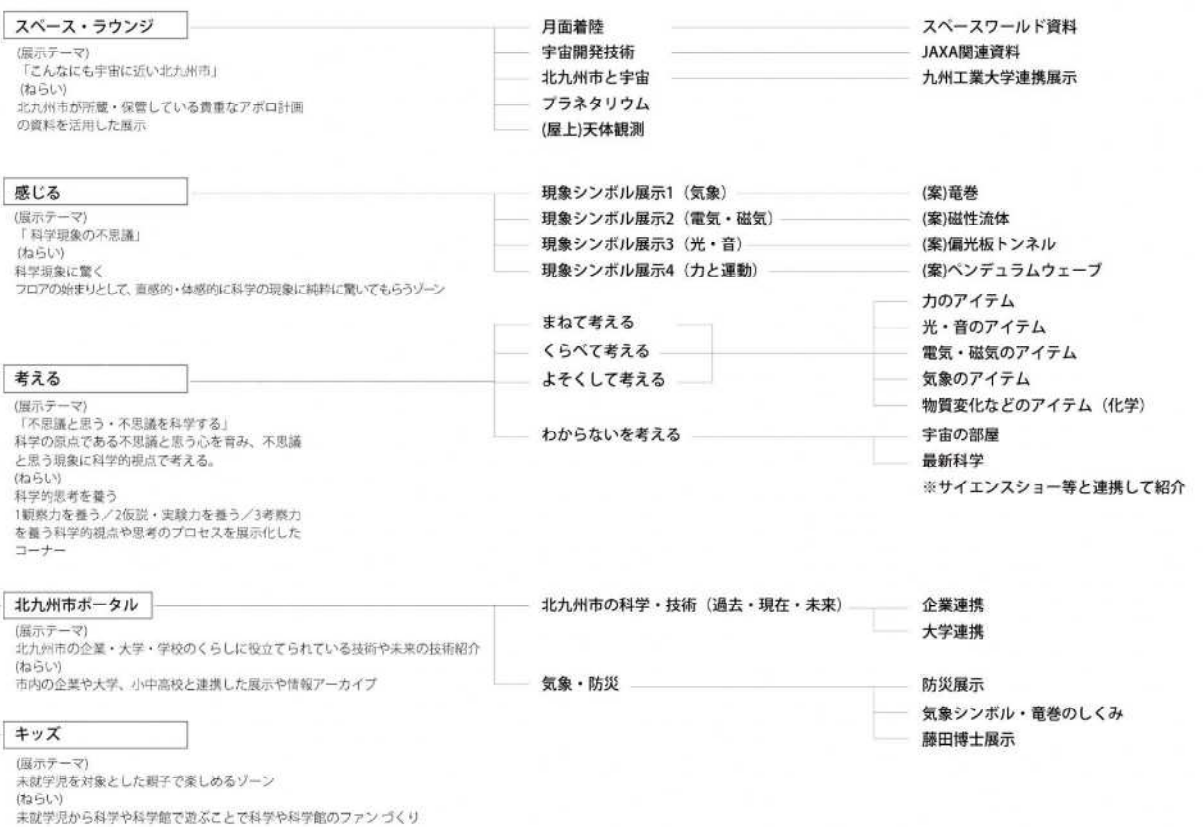 スペース・ラウンジ
(展示テーマ)
「こんなにも宇宙に近い北九州市」
(ねらい)
北九州市が所蔵・保管している貴重なアポロ計画
の資料を活用した展示
月面着陸
宇宙開発技術
北九州市と宇宙
プラネタリウム
(屋上)天体観測
スペースワールド資料
JAXA関連資料
九州工業大学連携展示
感じる
(展示テーマ)
「 科学現象の不思議」
(ねらい)
科学現象に驚く
フロアの始まりとして、直感的・体感的に科学の現象に純粋に驚いてもらうゾーン
現象シンボル展示1（気象）
現象シンボル展示2（電気・磁気）
現象シンボル展示3（光・音）
現象シンボル展示4（力と運動）
(案)竜巻
(案)磁性流体
(案)偏光板トンネル
(案)ペンデュラムウェーブ
考える
(展示テーマ)
「不思議と思う・不思議を科学する」
科学の原点である不思議と思う心を育み、不思議
と思う現象に科学的視点で考える。
(ねらい)
科学的思考を養う
1観察力を養う／2仮説・実験力を養う／3考察力
を養う科学的視点や思考のプロセスを展示化した
コーナー
まねて考える
くらべて考える
よそくして考える
わからないを考える
力のアイテム
光・音のアイテム
電気・磁気のアイテム
気象のアイテム
物質変化などのアイテム（化学）
宇宙の部屋
最新科学
※サイエンスショー等と連携して紹介
北九州市ポータル
(展示テーマ)
北九州市の企業・大学・学校のくらしに役立てられている技術や未来の技術紹介
(ねらい)
市内の企業や大学、小中高校と連携した展示や情報アーカイブ
北九州市の科学・技術（過去・現在・未来）
気象・防災
企業連携
大学連携
防災展示
気象シンボル・竜巻のしくみ
藤田博士展示
キッズ
(展示テーマ)
未就学児を対象とした親子で楽しめるゾーン
(ねらい)
未就学児から科学や科学館で遊ぶことで科学や科学館のファン づくり